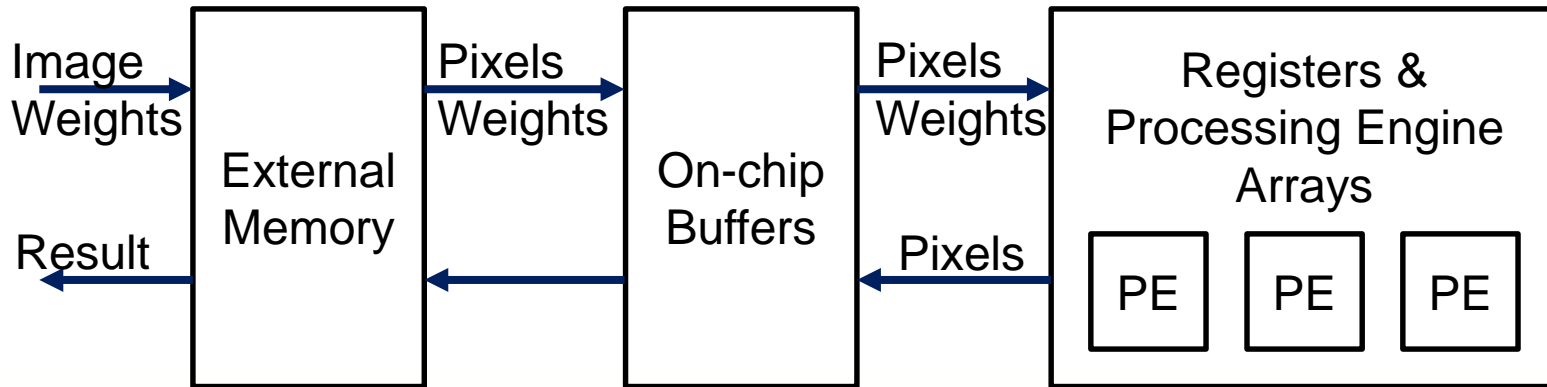 Image
Weights
Result
External
Memory
Pixels
Weights
On-chip
Buffers
Pixels
Weights
Pixels
Registers &
Processing Engine
Arrays
PE PE PE